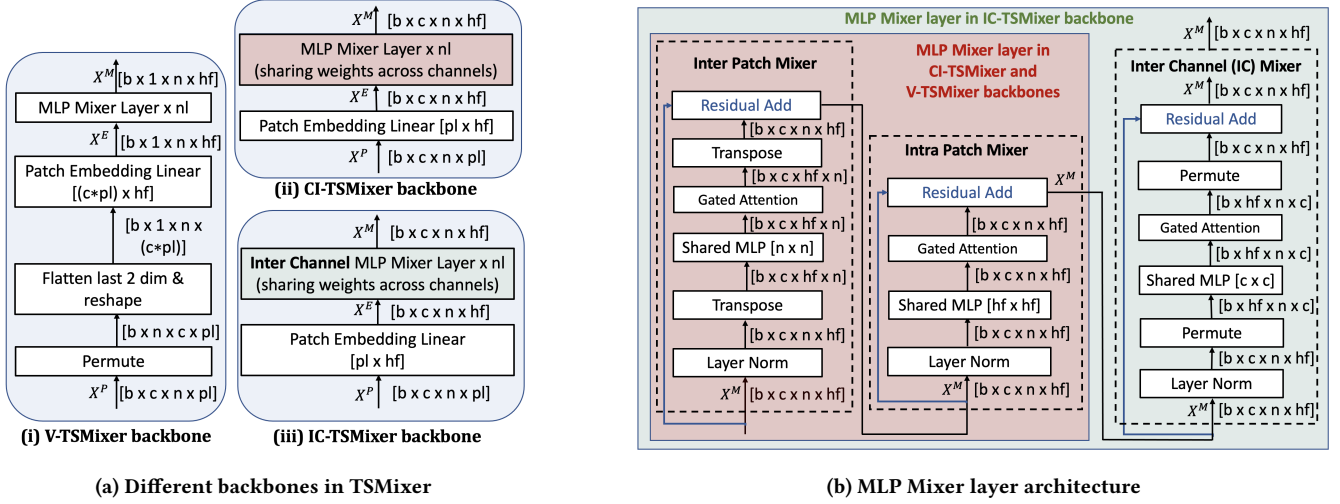 X^M [b x 1 x n x hf]
MLP Mixer Layer x nl
X^E [b x 1 x n x hf]
Patch Embedding Linear
[(c*pl) x hf]
[b x 1 x n x
(c*pl)]
Flatten last 2 dim &
reshape
[b x n x c x pl]
Permute
X^P [b x c x n x pl]
(i) V-TSMixer backbone
X^M [b x c x n x hf]
MLP Mixer Layer x nl
(sharing weights across channels)
X^E [b x c x n x hf]
Patch Embedding Linear [pl x hf]
X^P [b x c x n x pl]
(ii) CI-TSMixer backbone
X^M [b x c x n x hf]
Inter Channel MLP Mixer Layer x nl
(sharing weights across channels)
X^E [b x c x n x hf]
Patch Embedding Linear
[pl x hf]
X^P [b x c x n x pl]
(iii) IC-TSMixer backbone
(a) Different backbones in TSMixer
MLP Mixer layer in IC-TSMixer backbone
MLP Mixer layer in
CI-TSMixer and
V-TSMixer backbones
Inter Patch Mixer
Residual Add
[b x c x n x hf]
Transpose
[b x c x hf x n]
Gated Attention
[b x c x hf x n]
Shared MLP [n x n]
[b x c x hf x n]
Transpose
[b x c x n x hf]
Layer Norm
X^M [b x c x n x hf]
Intra Patch Mixer
Residual Add X^M
[b x c x n x hf]
Gated Attention
[b x c x n x hf]
Shared MLP [hf x hf]
[b x c x n x hf]
Layer Norm
X^M [b x c x n x hf]
X^M [b x c x n x hf]
Inter Channel (IC) Mixer
X^M [b x c x n x hf]
Residual Add
[b x c x n x hf]
Permute
[b x hf x n x c]
Gated Attention
[b x hf x n x c]
Shared MLP [c x c]
[b x hf x n x c]
Permute
[b x c x n x hf]
Layer Norm
X^M [b x c x n x hf]
(b) MLP Mixer layer architecture